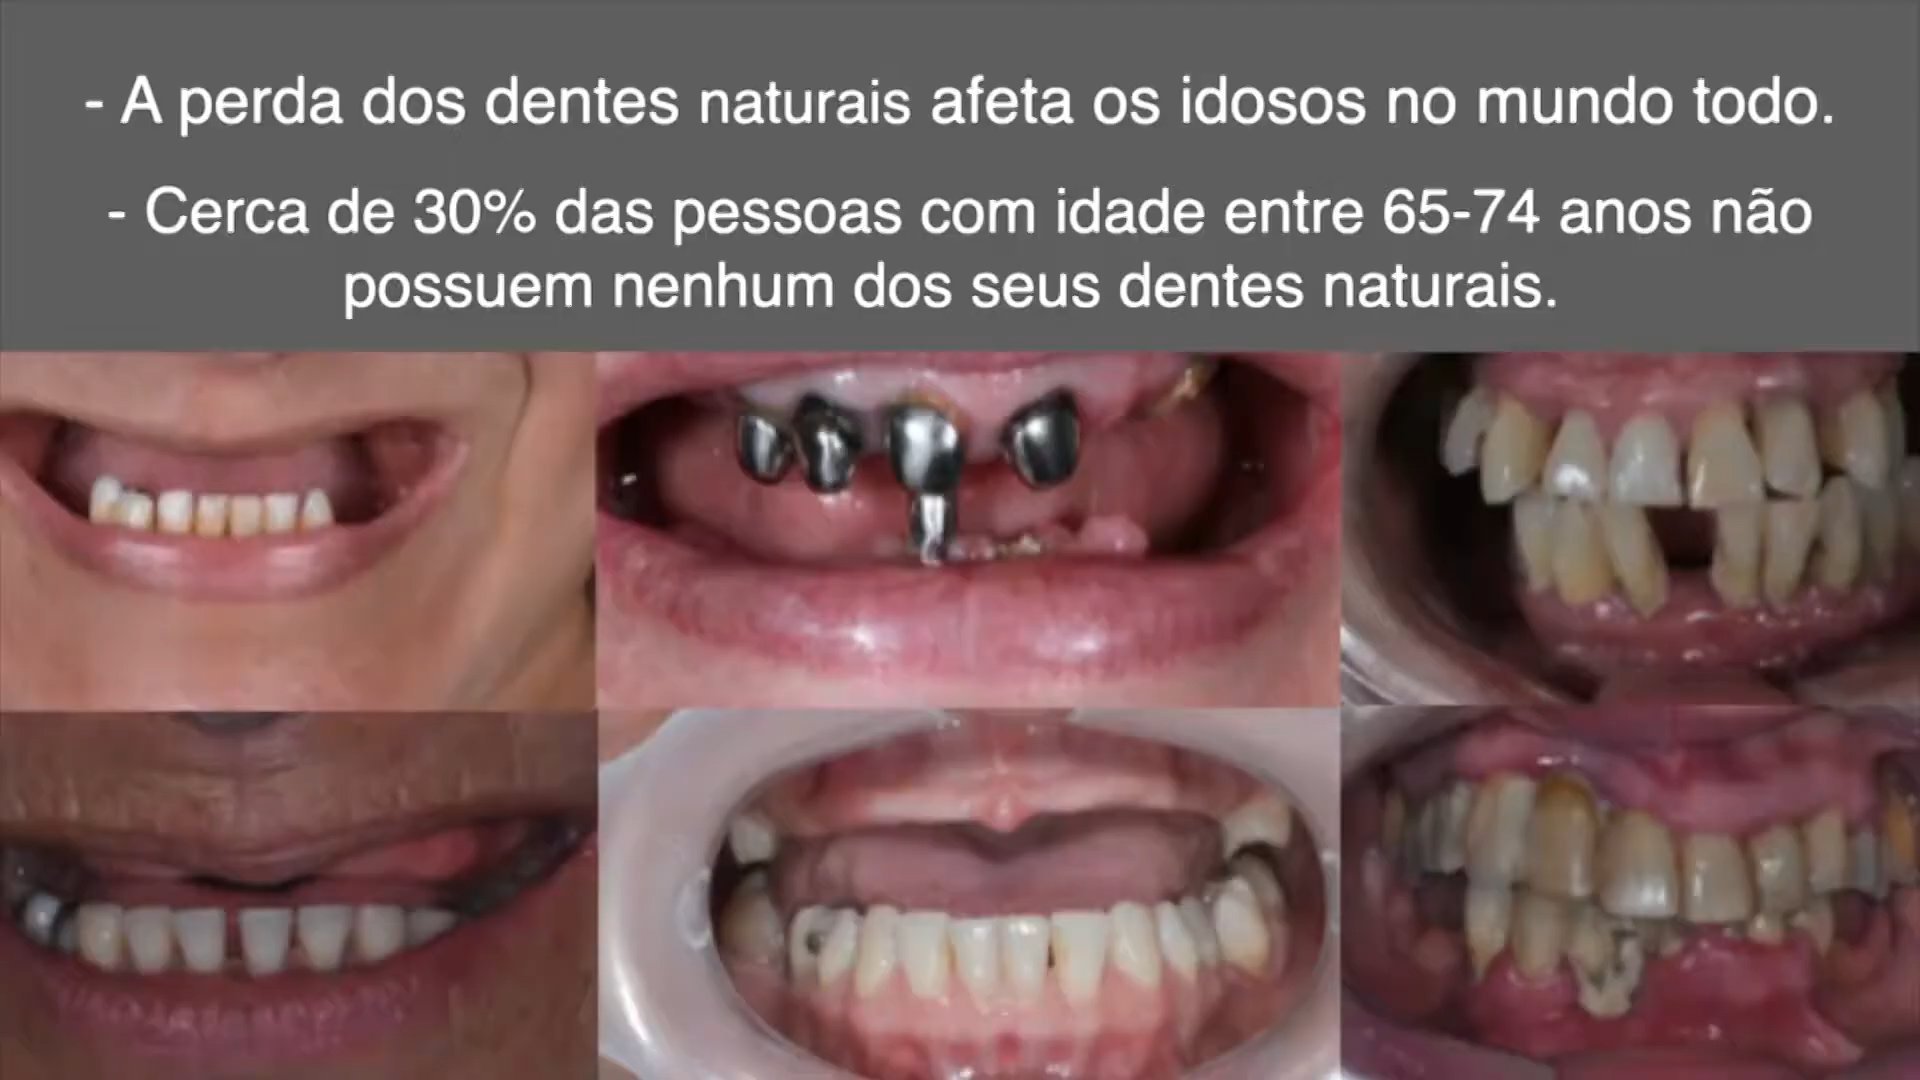 - A perda dos dentes naturais afeta os idosos no mundo todo.
- Cerca de 30% das pessoas com idade entre 65-74 anos não
possuem nenhum dos seus dentes naturais.